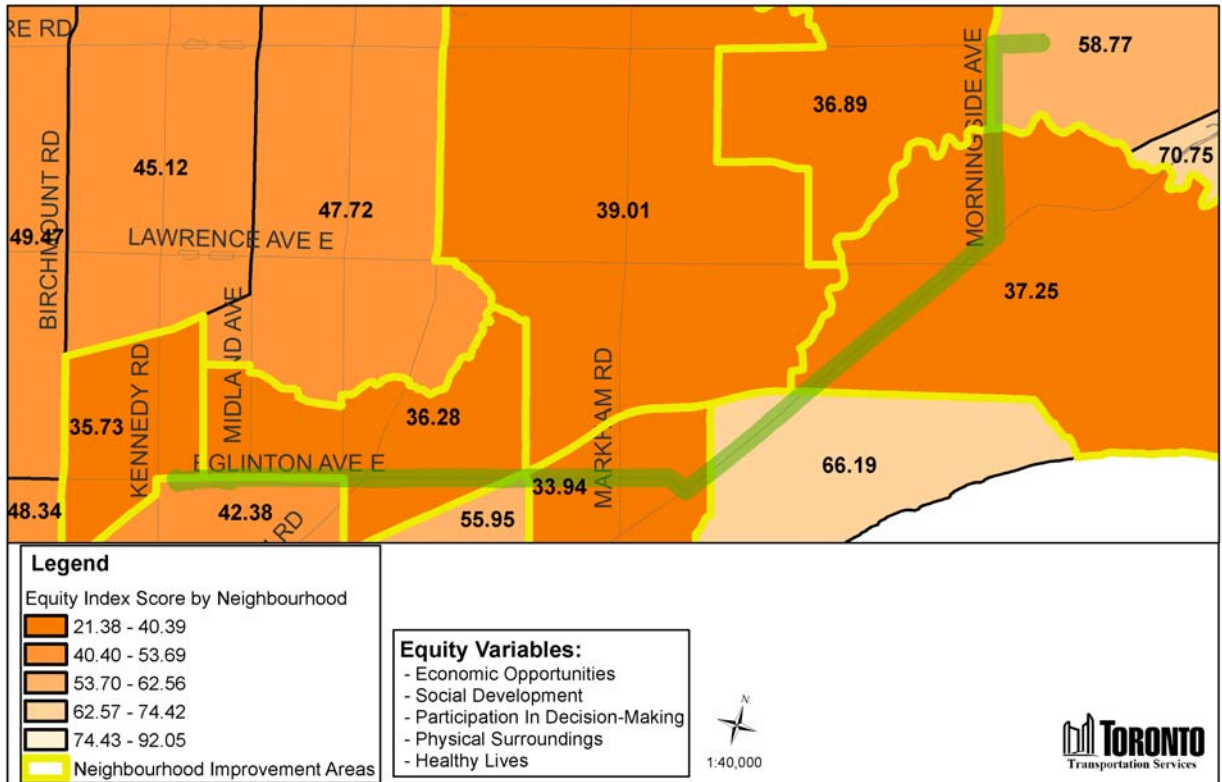 RE RD
58.77
36.89
MORNINGSIDE AVE
70.75
45.12
BIRCHMOUNT RD
47.72
39.01
49.47
LAWRENCE AVE E
37.25
MIDLAND AVE
KENNEDY RD
35.73
36.28
MARKHAM RD
EGLINTON AVE E
66.19
33.94
48.34
42.38
55.95
RD
Legend
Equity Index Score by Neighbourhood
21.38 - 40.39
40.40 - 53.69
53.70 - 62.56
62.57 - 74.42
74.43 - 92.05
Neighbourhood Improvement Areas
Equity Variables:
- Economic Opportunities
- Social Development
- Participation In Decision-Making
- Physical Surroundings
- Healthy Lives
N
1:40,000
TORONTO
Transportation Services